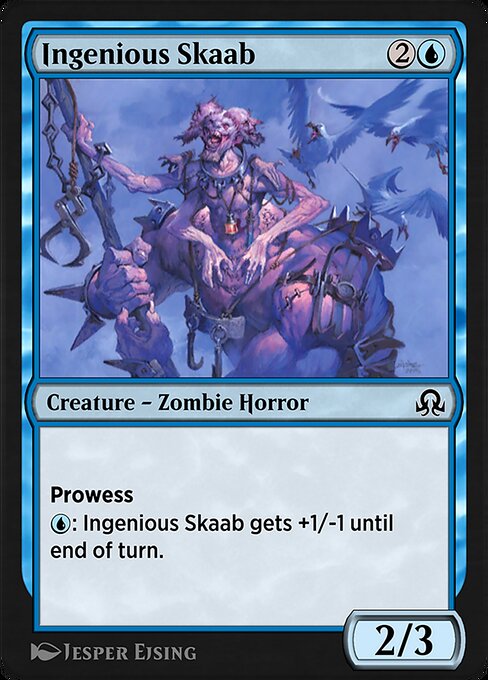 Ingenious Skaab 2
Creature – Zombie Horror
Prowess
: Ingenious Skaab gets +1/-1 until
end of turn.
2/3
Jesper Ejsing